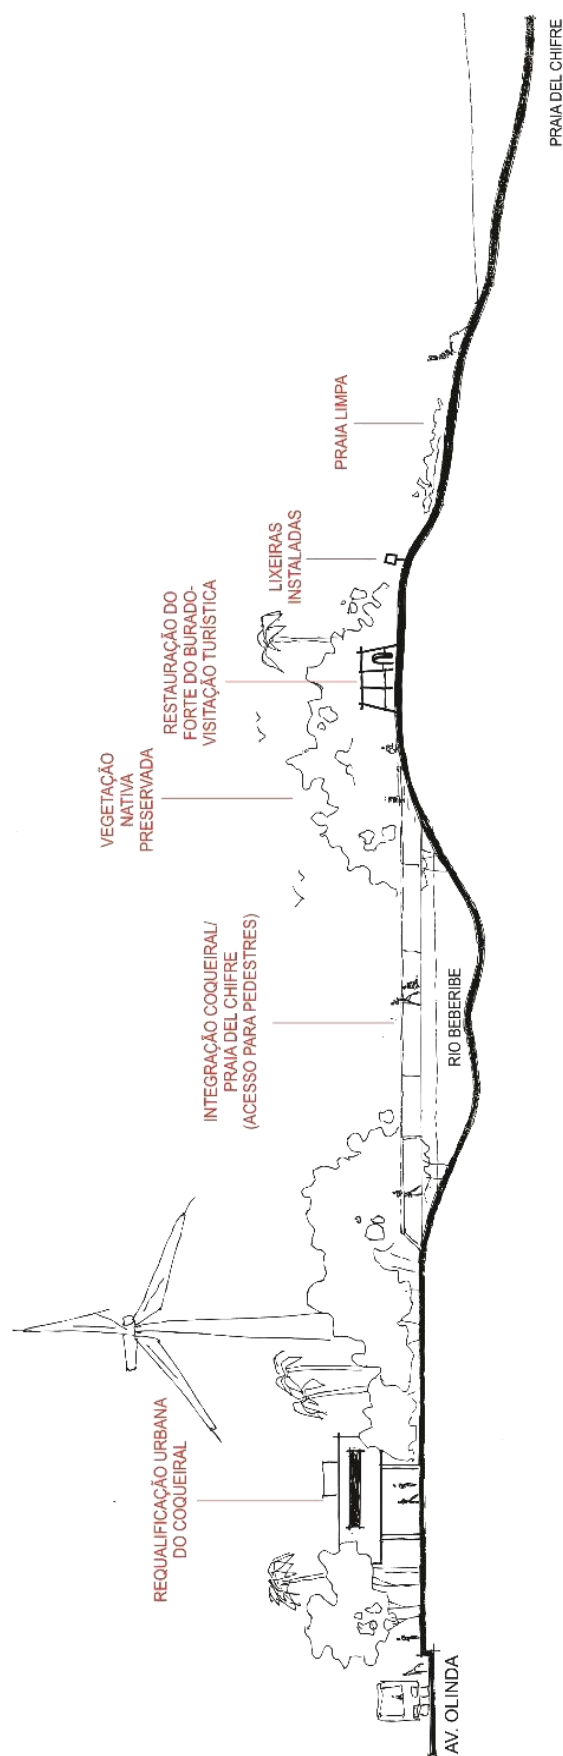 REQUALIFICAÇÃO URBANA
DO COQUEIRAL
INTEGRAÇÃO COQUEIRAL/
PRAIA DEL CHIFRE
(ACESSO PARA PEDESTRES)
VEGETAÇÃO
NATIVA
PRESERVADA
RESTAURAÇÃO DO
FORTE DO BURADO-
VISITAÇÃO TURÍSTICA
LIXEIRAS
INSTALADAS
PRAIA LIMPA
AV. OLINDA
RIO BEBERIBE
PRAIA DEL CHIFRE